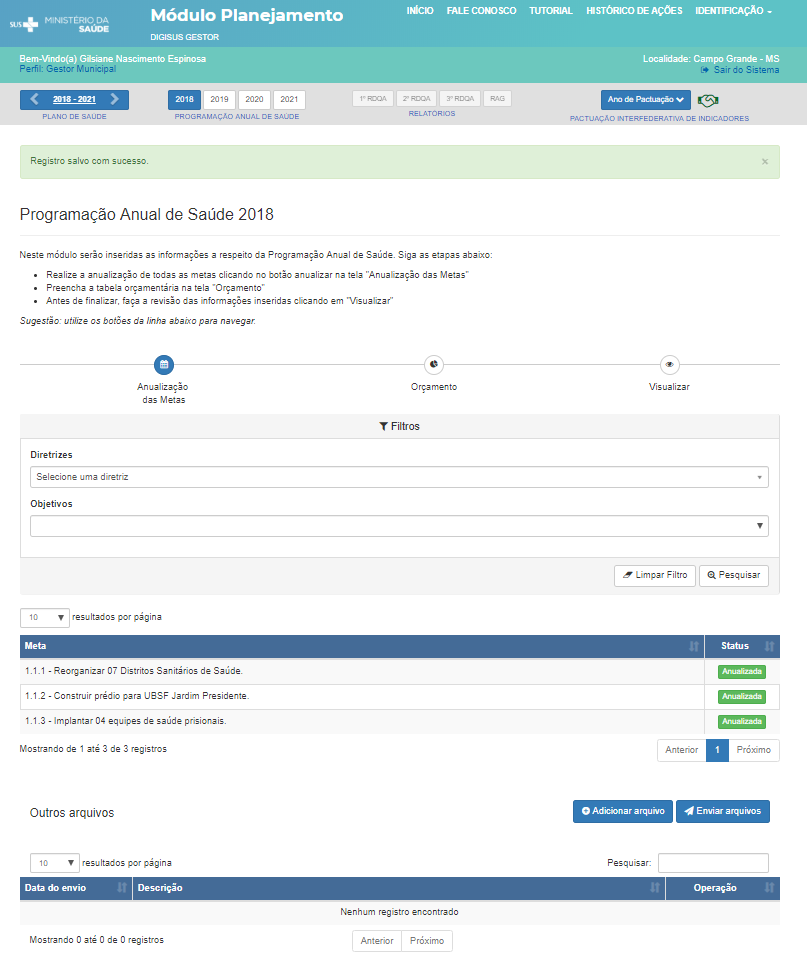 SUS MINISTÉRIO DA SAÚDE
Módulo Planejamento
DIGISUS GESTOR
INÍCIO FALE CONOSCO TUTORIAL HISTÓRICO DE AÇÕES IDENTIFICAÇÃO
Bem-Vindo(a) Gilsiane Nascimento Espinosa
Perfil: Gestor Municipal
Localidade: Campo Grande - MS
Sair do Sistema
2018 - 2021
PLANO DE SAÚDE
2018 2019 2020 2021
PROGRAMAÇÃO ANUAL DE SAÚDE
1º RDQA 2º RDQA 3º RDQA RAG
RELATÓRIOS
Ano de Pactuação
PACTUAÇÃO INTERFEDERATIVA DE INDICADORES
Registro salvo com sucesso. ×
Programação Anual de Saúde 2018
Neste módulo serão inseridas as informações a respeito da Programação Anual de Saúde. Siga as etapas abaixo:
• Realize a anualização de todas as metas clicando no botão anualizar na tela "Anualização das Metas"
• Preencha a tabela orçamentária na tela "Orçamento"
• Antes de finalizar, faça a revisão das informações inseridas clicando em "Visualizar"
Sugestão: utilize os botões da linha abaixo para navegar.
Anualização
das Metas
Orçamento
Visualizar
Filtros
Diretrizes
Selecione uma diretriz
Objetivos
Limpar Filtro Pesquisar
10 resultados por página
Meta Status
1.1.1 - Reorganizar 07 Distritos Sanitários de Saúde. Anualizada
1.1.2 - Construir prédio para UBSF Jardim Presidente. Anualizada
1.1.3 - Implantar 04 equipes de saúde prisionais. Anualizada
Mostrando de 1 até 3 de 3 registros Anterior 1 Próximo
Outros arquivos Adicionar arquivo Enviar arquivos
10 resultados por página Pesquisar:
Data do envio Descrição Operação
Nenhum registro encontrado
Mostrando 0 até 0 de 0 registros Anterior Próximo